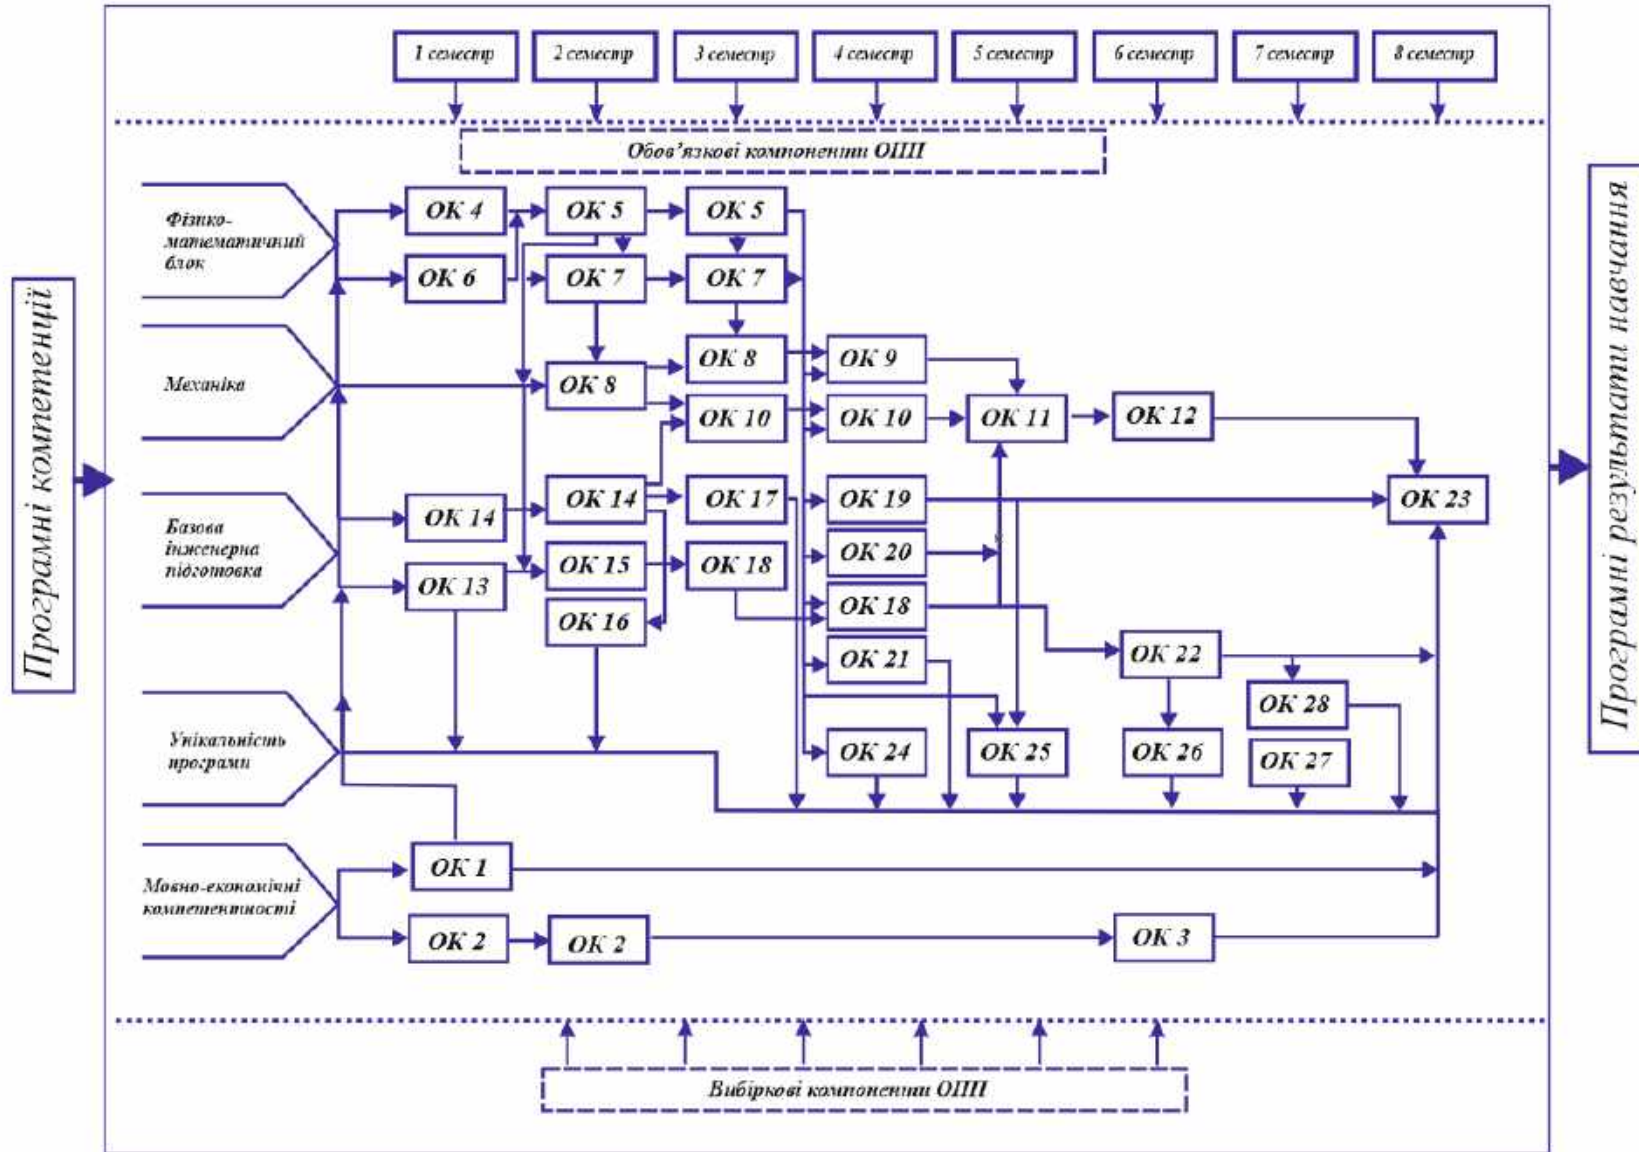 1 семестр
2 семестр
3 семестр
4 семестр
5 семестр
6 семестр
7 семестр
8 семестр
Обов’язкові компоненти ОПП
Програмні компетенції
Фізико-
математичний
блок
ОК 4
ОК 5
ОК 5
ОК 6
ОК 7
ОК 7
Механіка
ОК 8
ОК 8
ОК 9
ОК 10
ОК 10
ОК 11
ОК 12
Базова
інженерна
підготовка
ОК 14
ОК 14
ОК 17
ОК 19
ОК 23
ОК 13
ОК 15
ОК 18
ОК 20
ОК 16
ОК 18
ОК 21
ОК 22
ОК 28
Унікальність
програми
ОК 24
ОК 25
ОК 26
ОК 27
Мовно-економічні
компетентності
ОК 1
ОК 2
ОК 2
ОК 3
Вибіркові компоненти ОПП
Програмні результати навчання